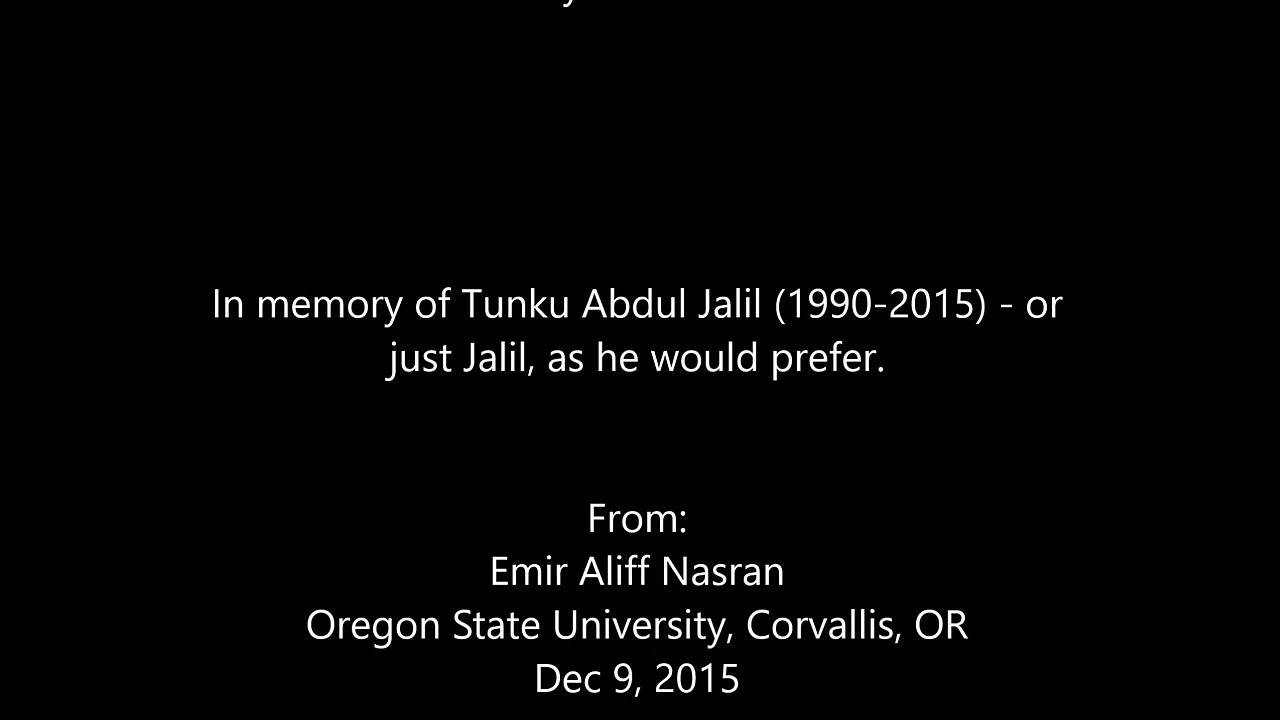 In memory of Tunku Abdul Jalil (1990-2015) - or
just Jalil, as he would prefer.
From:
Emir Aliff Nasran
Oregon State University, Corvallis, OR
Dec 9, 2015